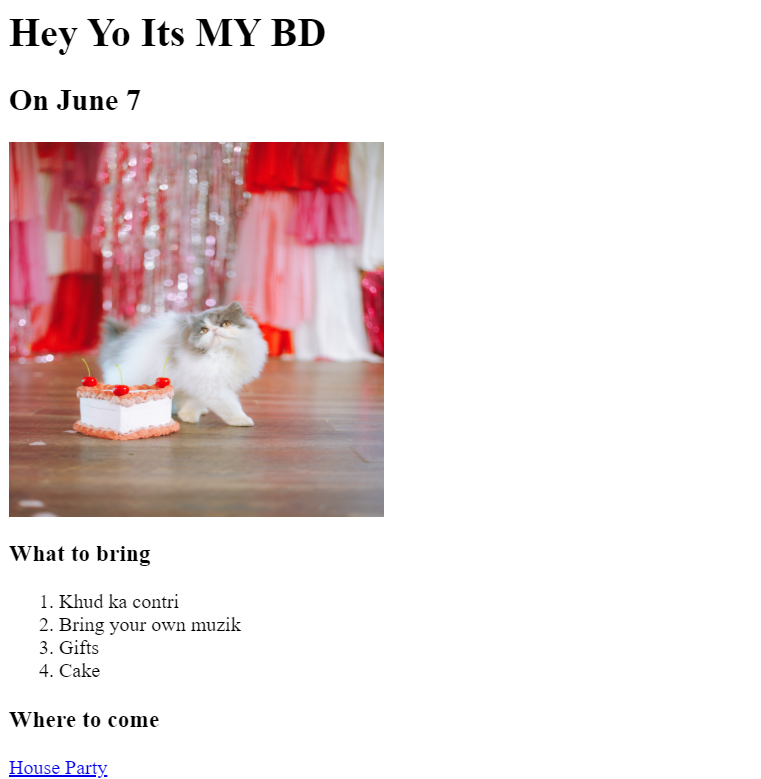 Hey Yo Its MY BD
On June 7
What to bring
1. Khud ka contri
2. Bring your own muzik
3. Gifts
4. Cake
Where to come
House Party